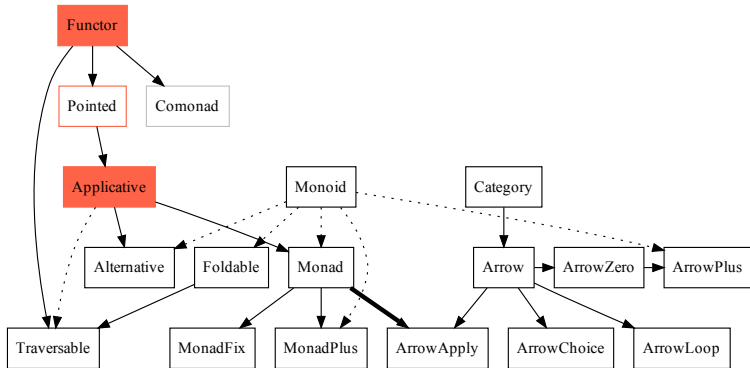 Functor
Pointed
Comonad
Applicative
Monoid
Category
Alternative
Foldable
Monad
Arrow
ArrowZero
ArrowPlus
Traversable
MonadFix
MonadPlus
ArrowApply
ArrowChoice
ArrowLoop